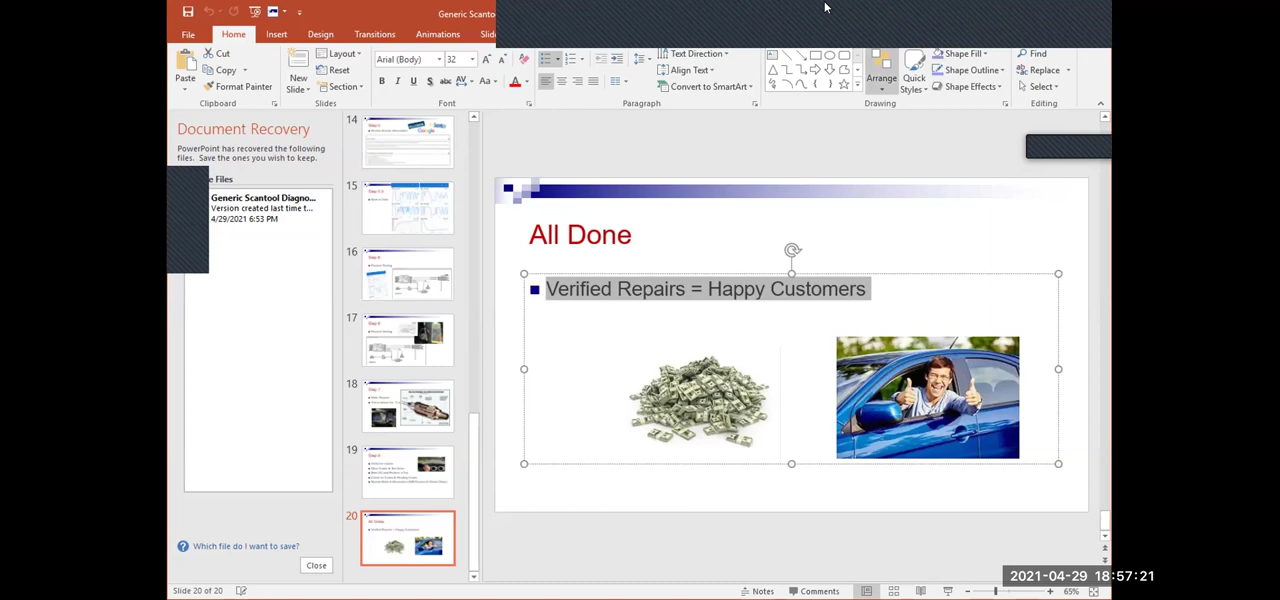 Generic Scantoo
File
Home
Insert
Design
Transitions
Animations
Slid
Paste
Cut
Copy
Format Painter
Clipboard
New
Slide
Layout
Reset
Section
Slides
Arial (Body)
32
Font
Text Direction
Align Text
Convert to SmartArt
Paragraph
Arrange
Quick
Styles
Shape Fill
Shape Outline
Shape Effects
Drawing
Find
Replace
Select
Editing
Document Recovery
PowerPoint has recovered the following
files. Save the ones you wish to keep.
e Files
Generic Scantool Diagno...
Version created last time t...
4/29/2021 6:53 PM
Which file do I want to save?
Close
14
15
16
17
18
19
20
All Done
Verified Repairs = Happy Customers
Slide 20 of 20
Notes
Comments
65%
2021-04-29 18:57:21